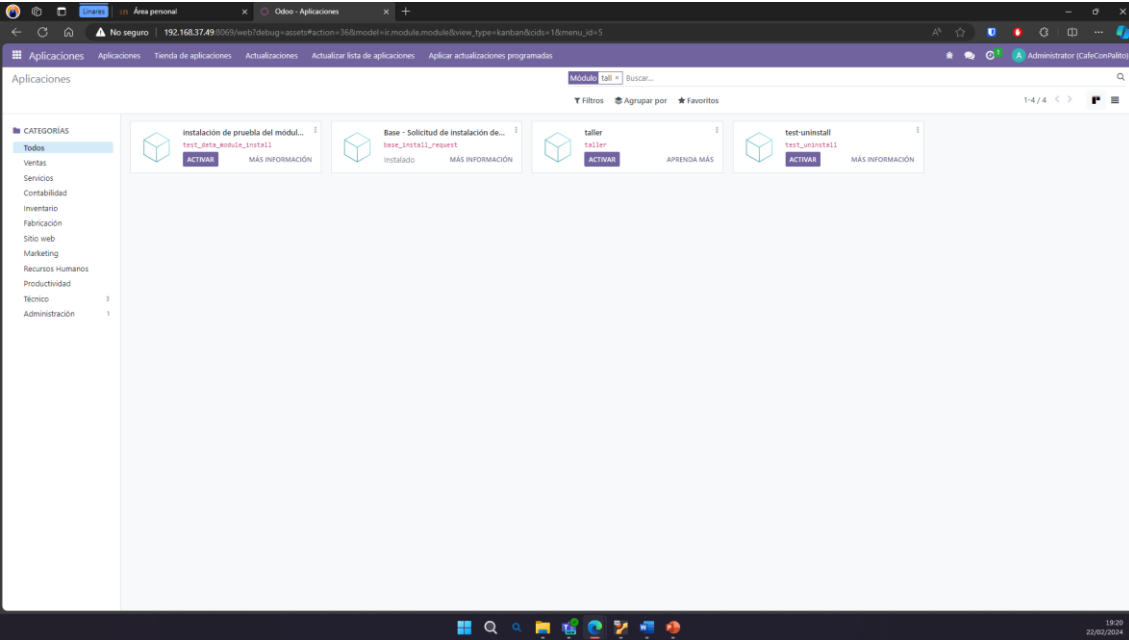 Linares
Área personal
Odoo - Aplicaciones
No seguro
192.168.37.49:8069/web?debug=assets#action=36&model=ir.module.module&view_type=kanban&cids=1&menu_id=5
Aplicaciones
Aplicaciones
Tienda de aplicaciones
Actualizaciones
Actualizar lista de aplicaciones
Aplicar actualizaciones programadas
1
A
Administrator (CafeConPalito)
Aplicaciones
Módulo tall ×
Buscar...
Filtros
Agrupar por
Favoritos
1-4 / 4
CATEGORÍAS
Todos
Ventas
Servicios
Contabilidad
Inventario
Fabricación
Sitio web
Marketing
Recursos Humanos
Productividad
Técnico 3
Administración 1
instalación de pruebla del módul...
test_data_module_install
ACTIVAR
MÁS INFORMACIÓN
Base - Solicitud de instalación de...
base_install_request
Instalado
MÁS INFORMACIÓN
taller
taller
ACTIVAR
APRENDA MÁS
test-uninstall
test_uninstall
ACTIVAR
MÁS INFORMACIÓN
19:20
22/02/2024